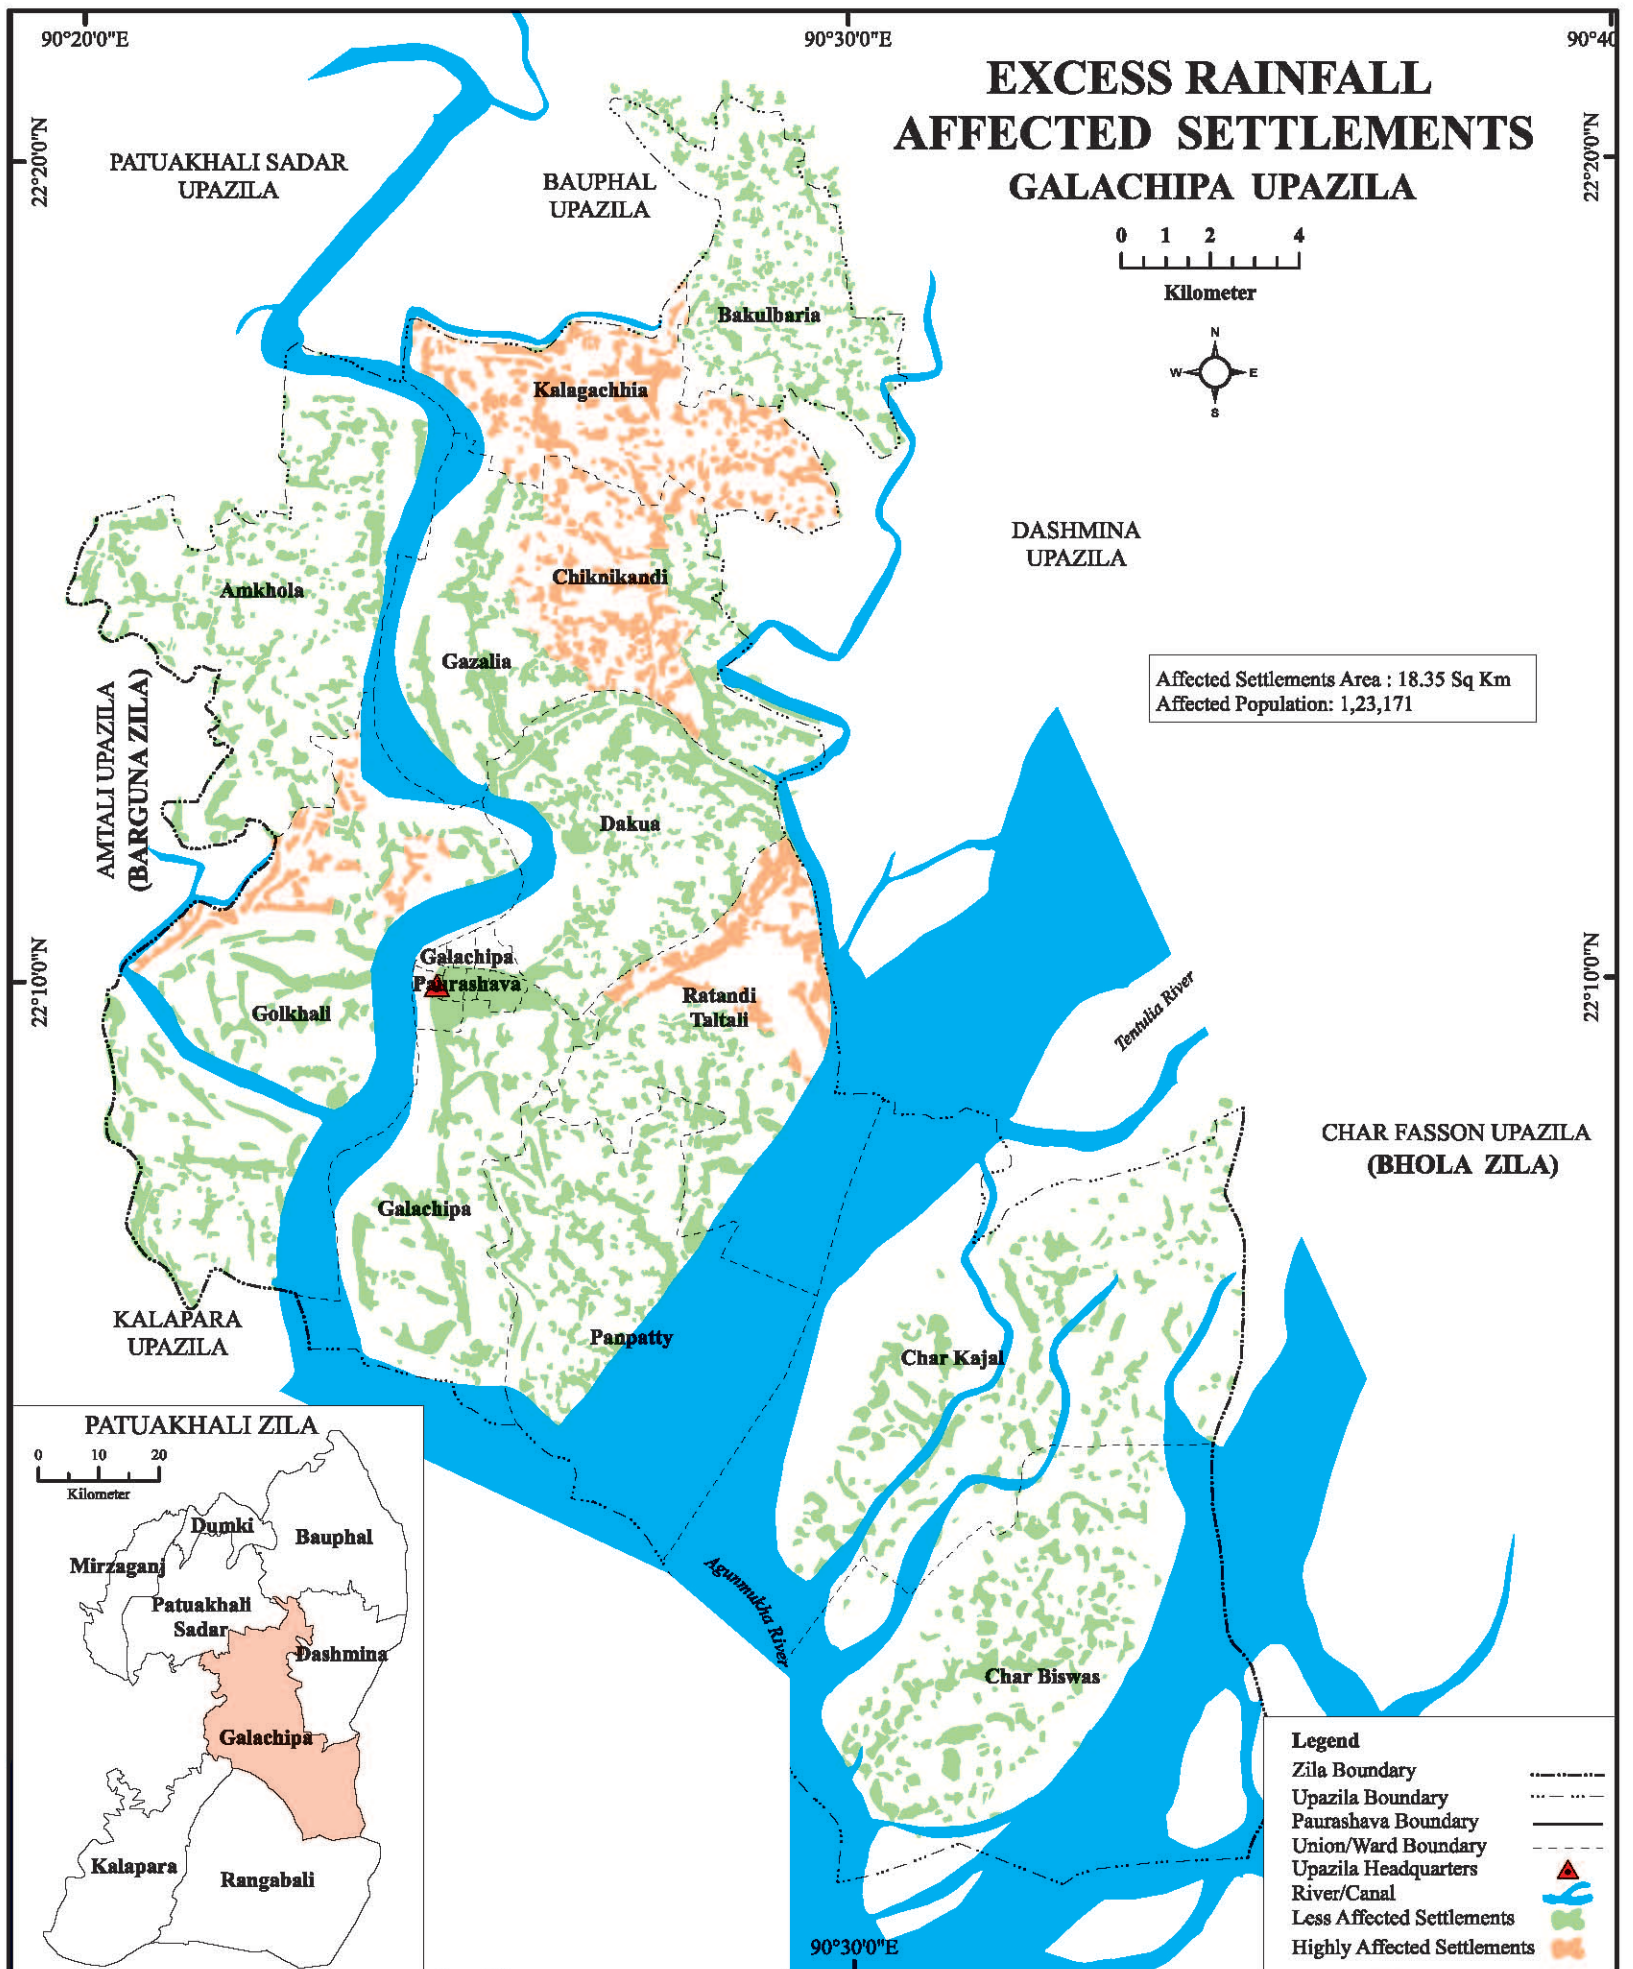 90°20'0"E
90°30'0"E
90°40
EXCESS RAINFALL
AFFECTED SETTLEMENTS
GALACHIPA UPAZILA
22°20'0"N
22°20'0"N
PATUAKHALI SADAR
UPAZILA
BAUPHAL
UPAZILA
0 1 2 4
Kilometer
N
W E
S
Bakulbaria
Kalagachhia
DASHMINA
UPAZILA
Chiknikandi
Amkhola
Gazalia
AMTALI UPAZILA
(BARGUNA ZILA)
Affected Settlements Area : 18.35 Sq Km
Affected Population: 1,23,171
Dakua
22°10'0"N
22°10'0"N
Galachipa
Paurashava
Ratandi
Taltali
Golkhali
Tentulia River
CHAR FASSON UPAZILA
(BHOLA ZILA)
Galachipa
KALAPARA
UPAZILA
Panpatty
Char Kajal
Agunmukha River
Char Biswas
PATUAKHALI ZILA
0 10 20
Kilometer
Dumki
Bauphal
Mirzaganj
Patuakhali
Sadar
Dashmina
Galachipa
Kalapara
Rangabali
90°30'0"E
Legend
Zila Boundary
Upazila Boundary
Paurashava Boundary
Union/Ward Boundary
Upazila Headquarters
River/Canal
Less Affected Settlements
Highly Affected Settlements